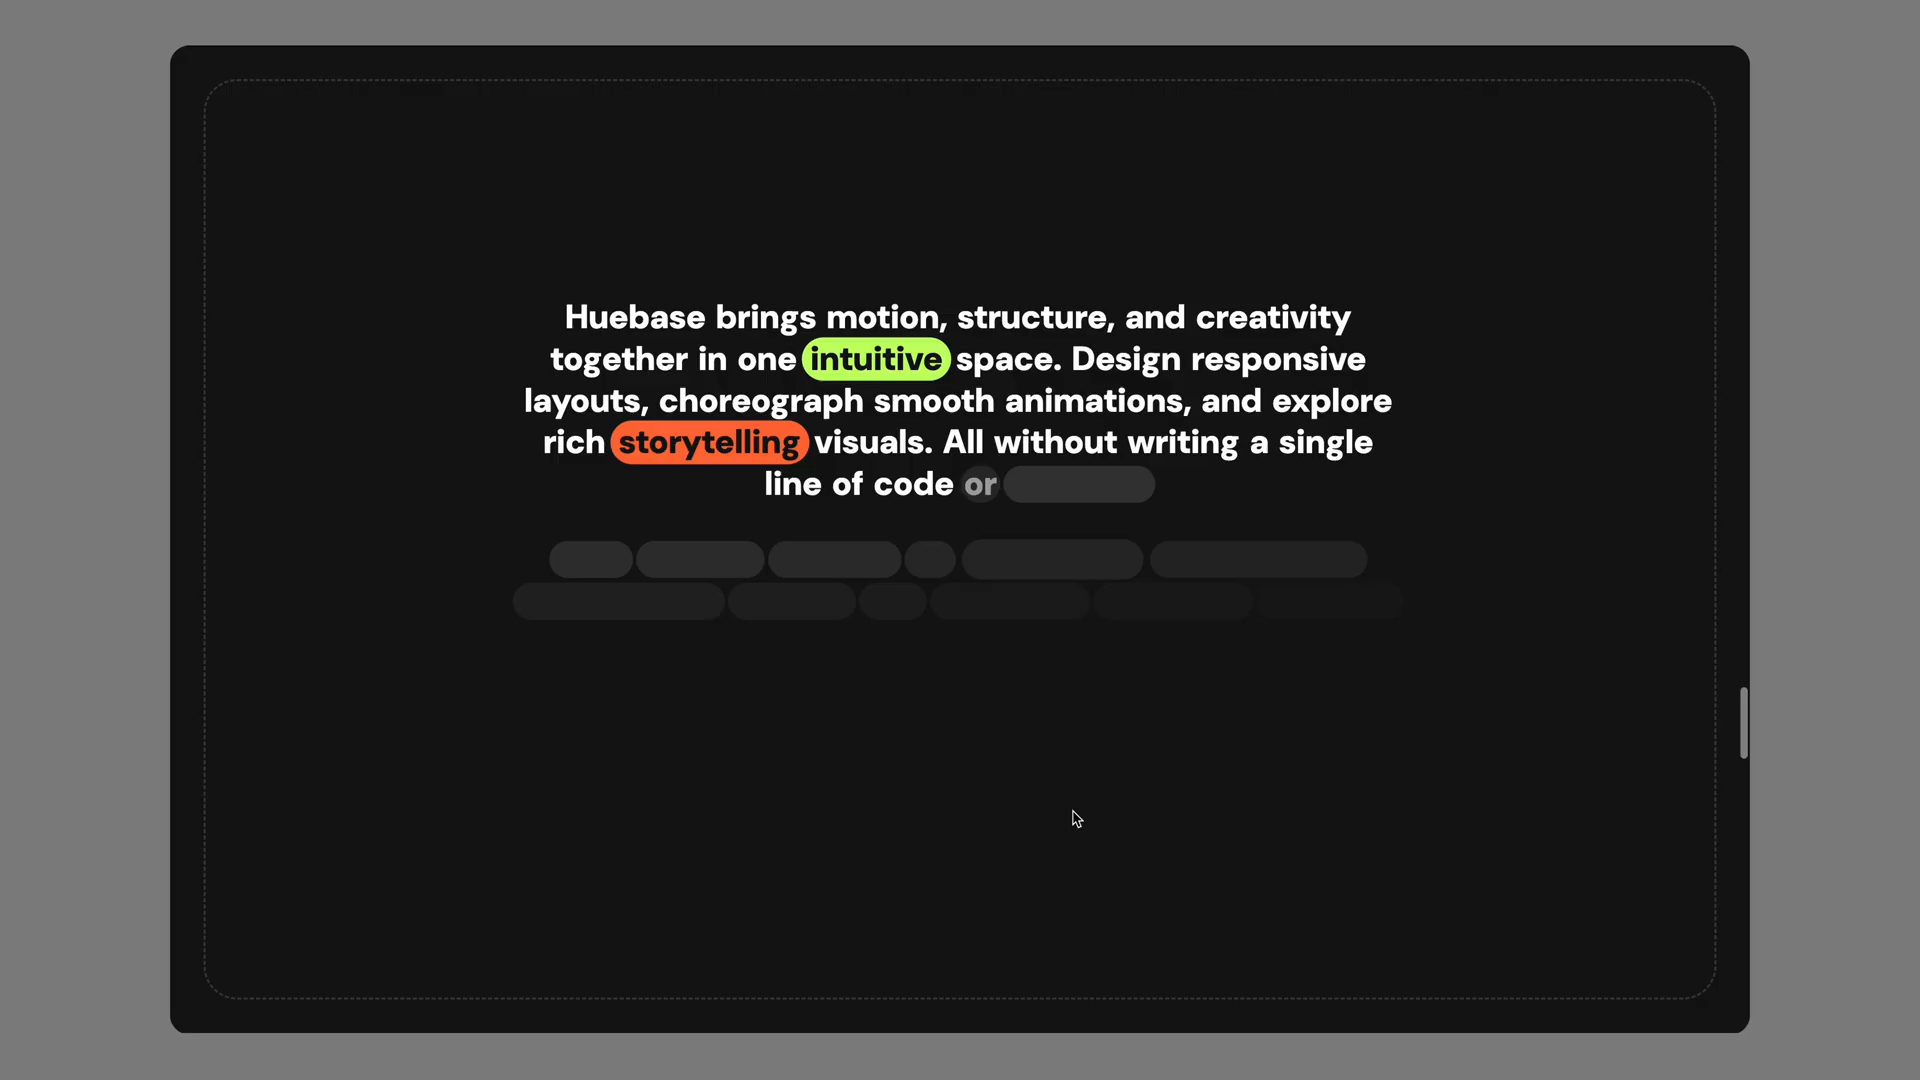 Huebase brings motion, structure, and creativity
together in one intuitive space. Design responsive
layouts, choreograph smooth animations, and explore
rich storytelling visuals. All without writing a single
line of code or